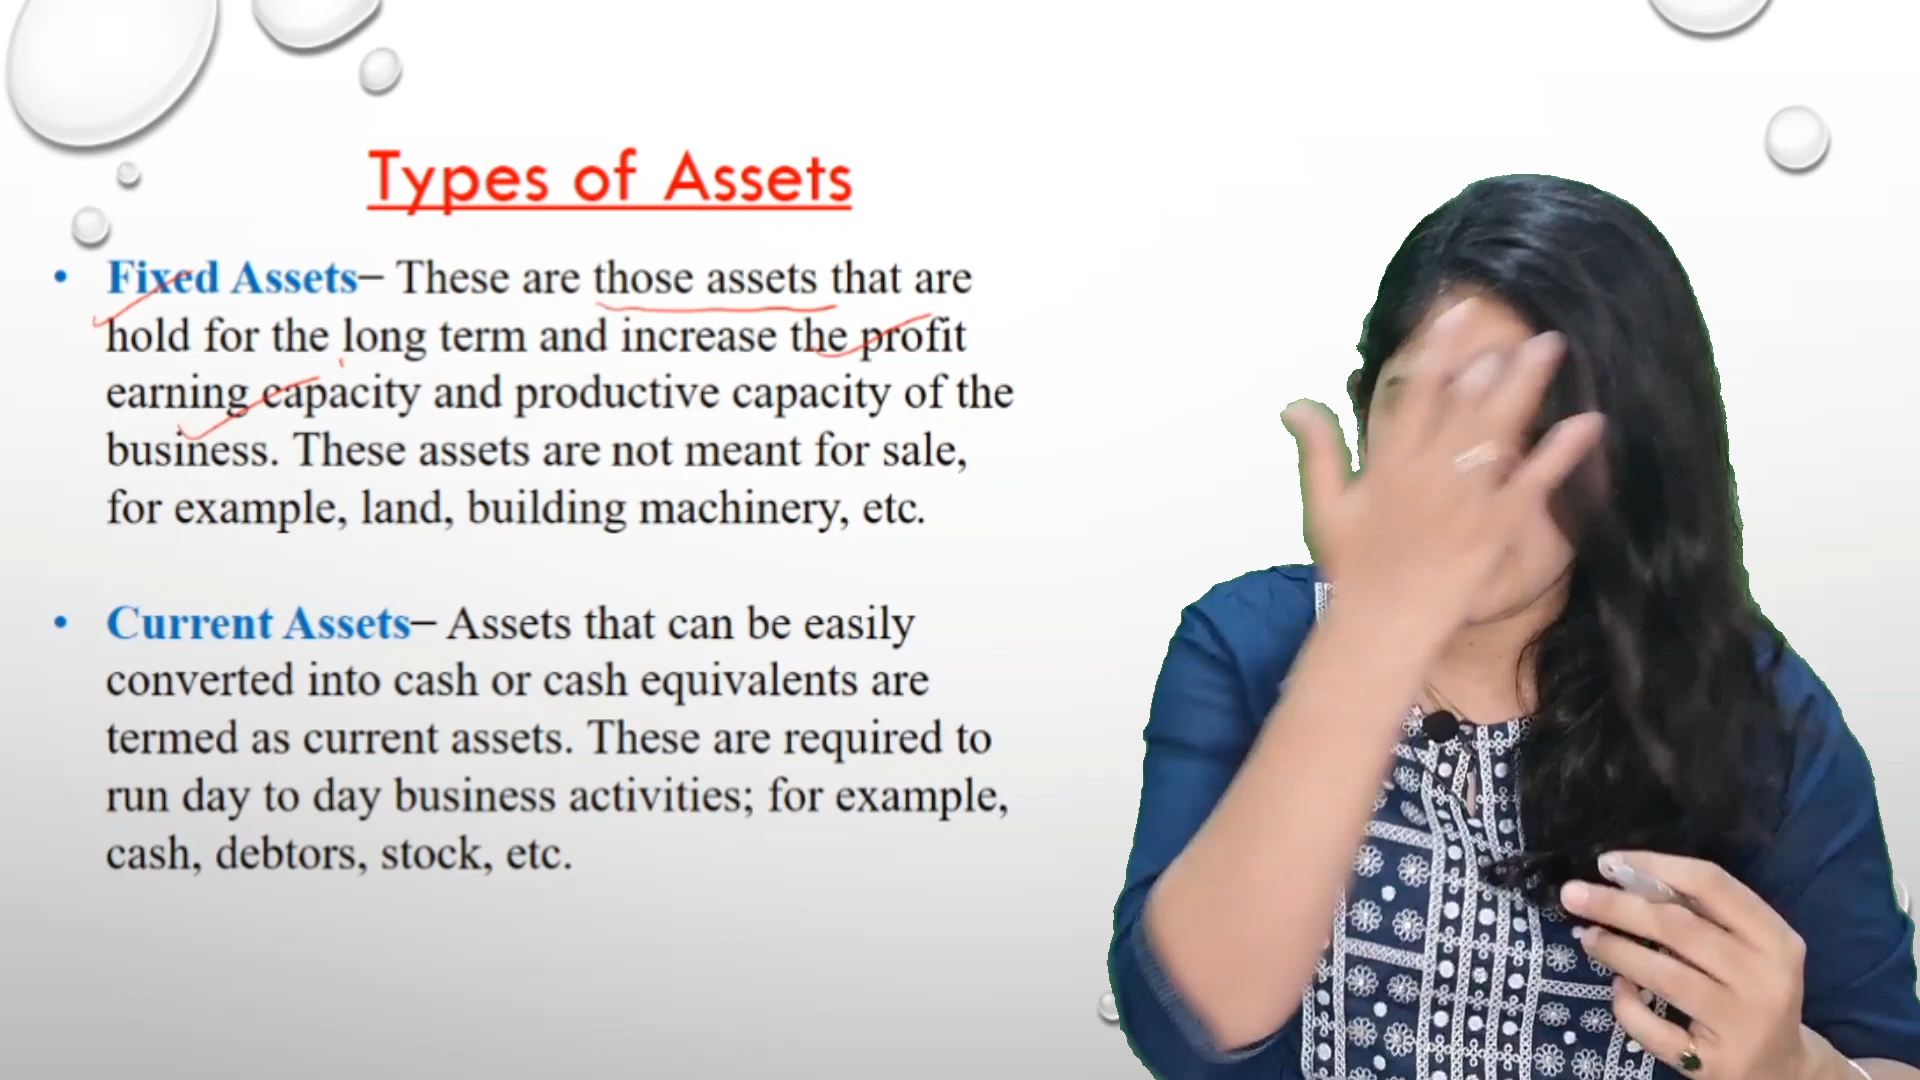 Types of Assets
• Fixed Assets– These are those assets that are
hold for the long term and increase the profit
earning capacity and productive capacity of the
business. These assets are not meant for sale,
for example, land, building machinery, etc.
• Current Assets– Assets that can be easily
converted into cash or cash equivalents are
termed as current assets. These are required to
run day to day business activities; for example,
cash, debtors, stock, etc.